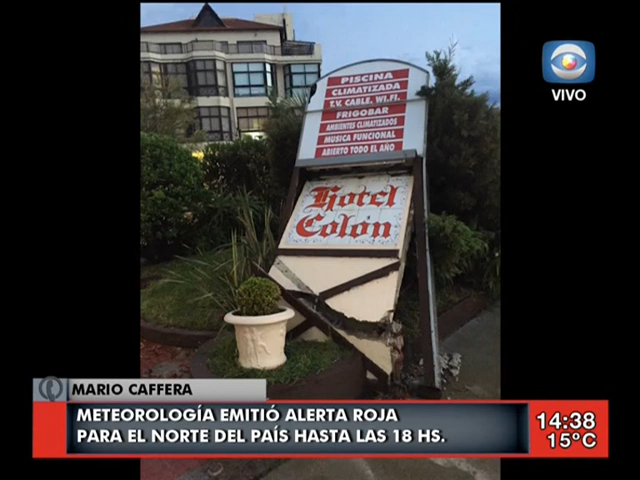 PISCINA
CLIMATIZADA
T.V. CABLE. WI.FI.
FRIGOBAR
AMBIENTES CLIMATIZADOS
MUSICA FUNCIONAL
ABIERTO TODO EL AÑO
Hotel
Colón
VIVO
MARIO CAFFERA
METEOROLOGÍA EMITIÓ ALERTA ROJA
PARA EL NORTE DEL PAÍS HASTA LAS 18 HS.
14:38
15°C